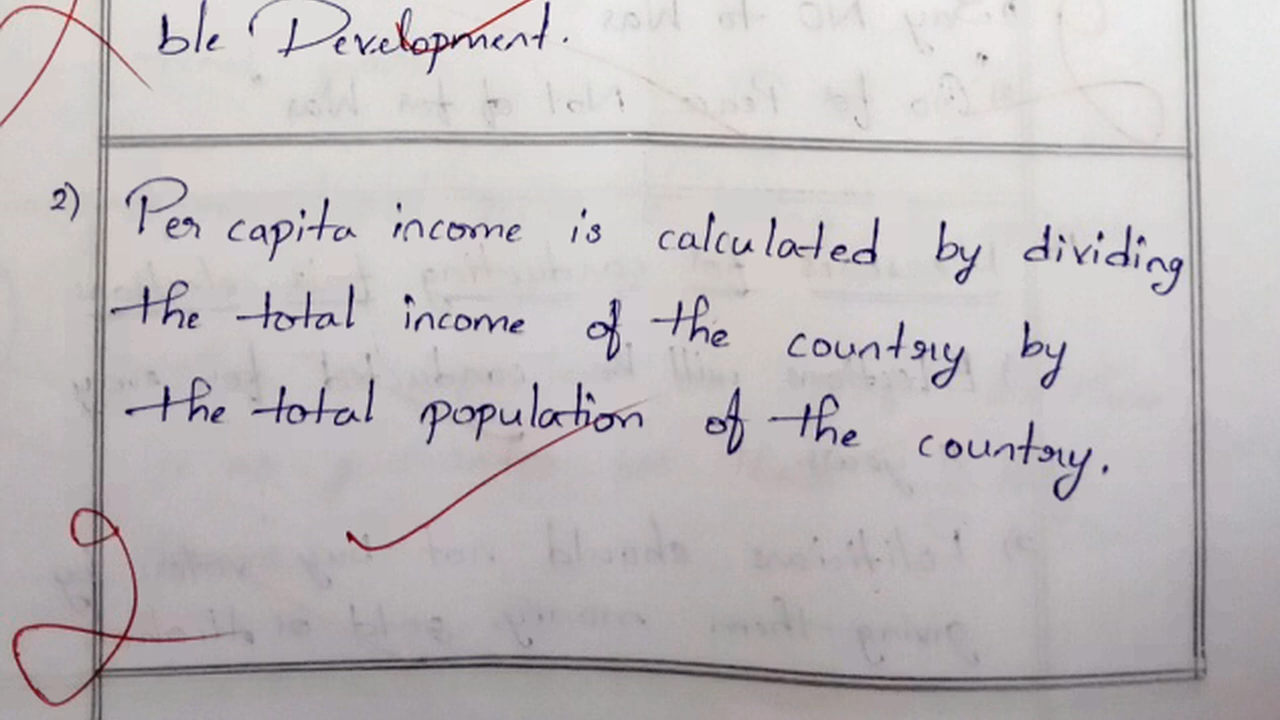 ble Development.
2) Per capita income is calculated by dividing
the total income of the country by
the total population of the country.
2